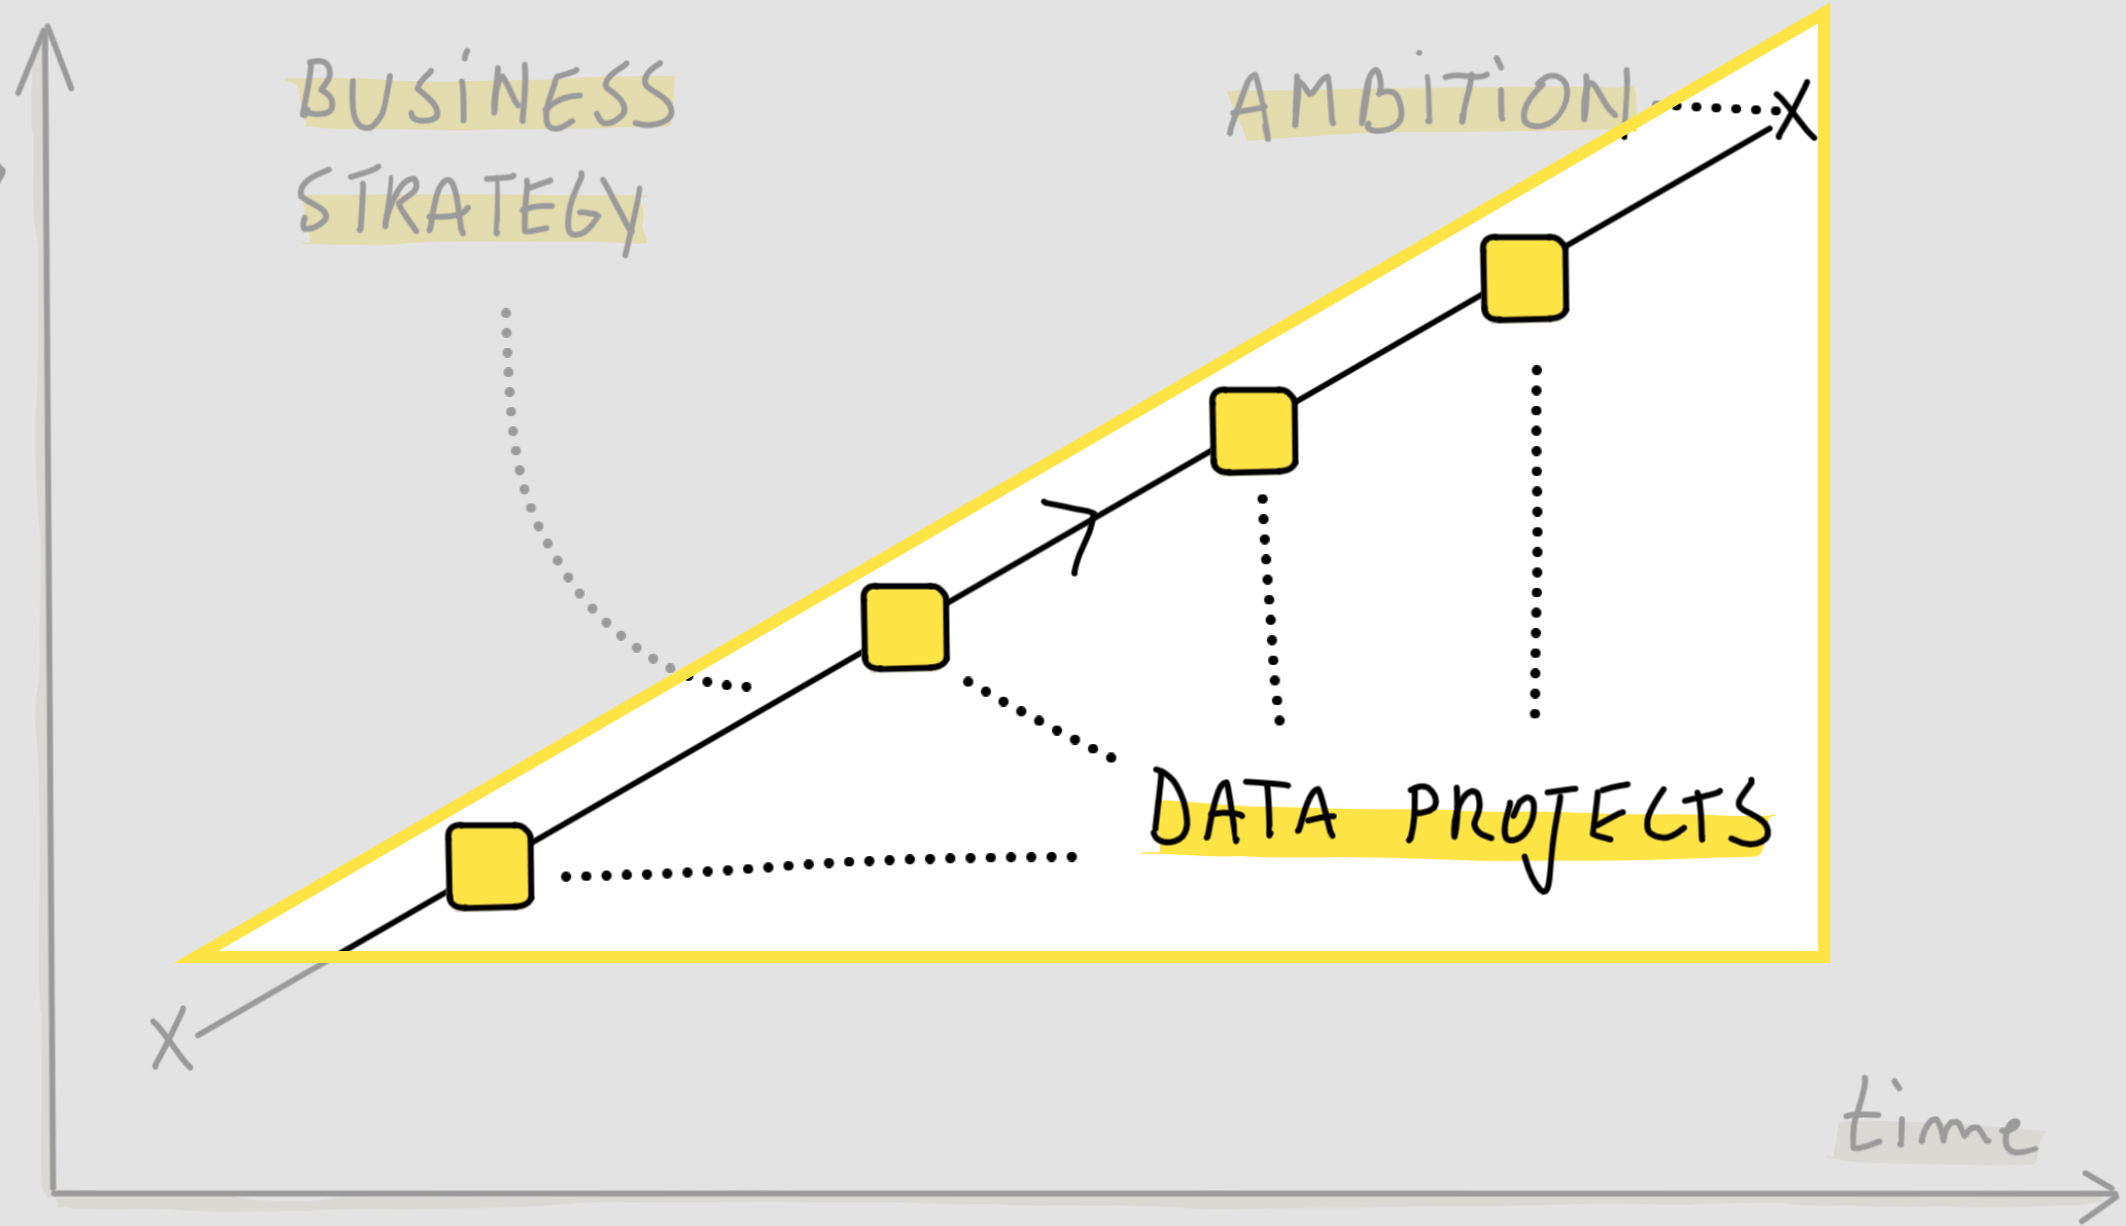 BUSINESS
STRATEGY
AMBITION
X
DATA PROJECTS
X
time